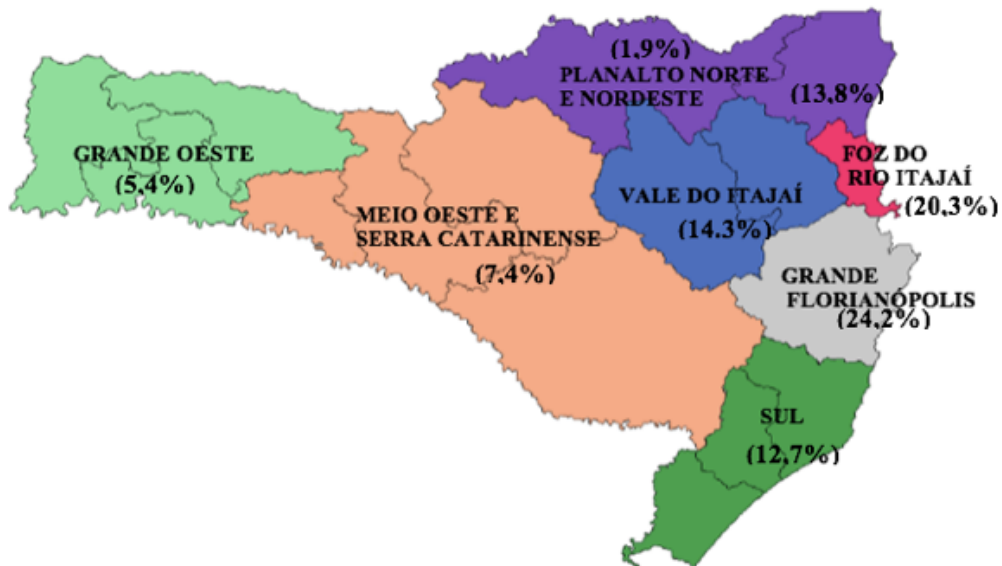 (1,9%)
PLANALTO NORTE
E NORDESTE
(13,8%)
GRANDE OESTE
(5,4%)
FOZ DO
RIO ITAJAÍ
(20,3%)
VALE DO ITAJAÍ
(14.3%)
MEIO OESTE E
SERRA CATARINENSE
(7,4%)
GRANDE
FLORIANÓPOLIS
(24,2%)
SUL
(12,7%)